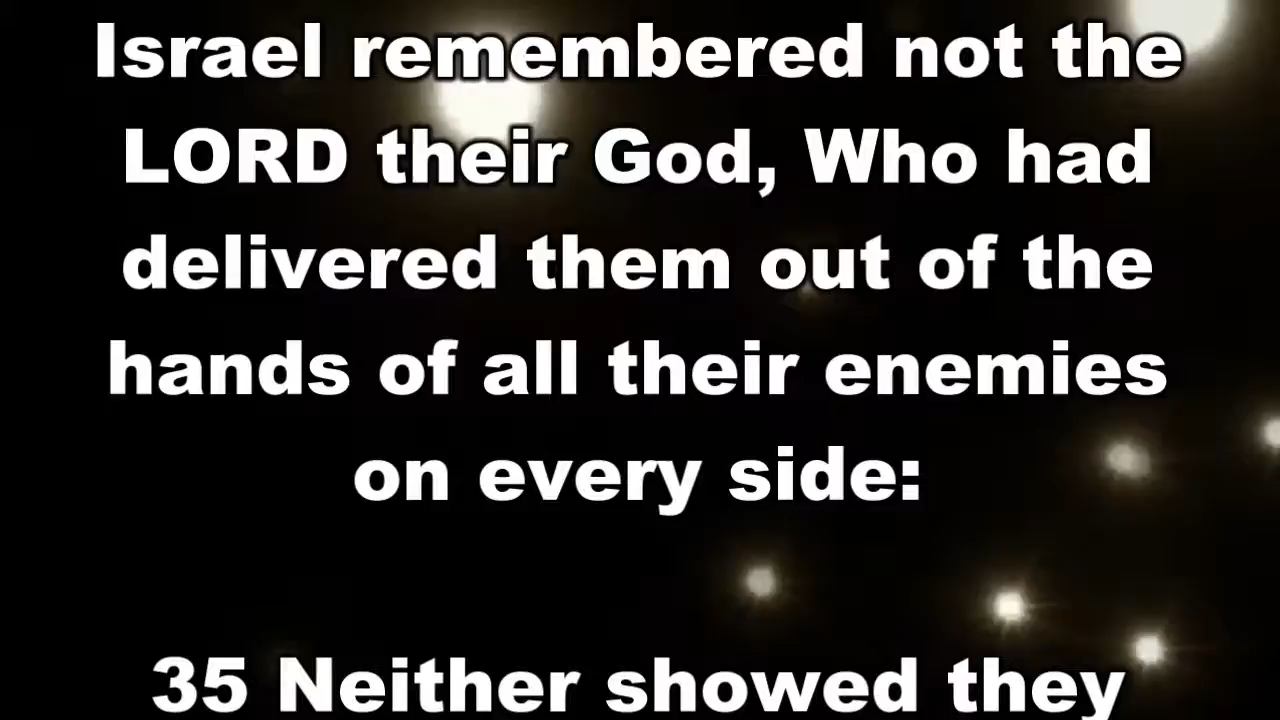 Israel remembered not the
LORD their God, Who had
delivered them out of the
hands of all their enemies
on every side:
35 Neither showed they